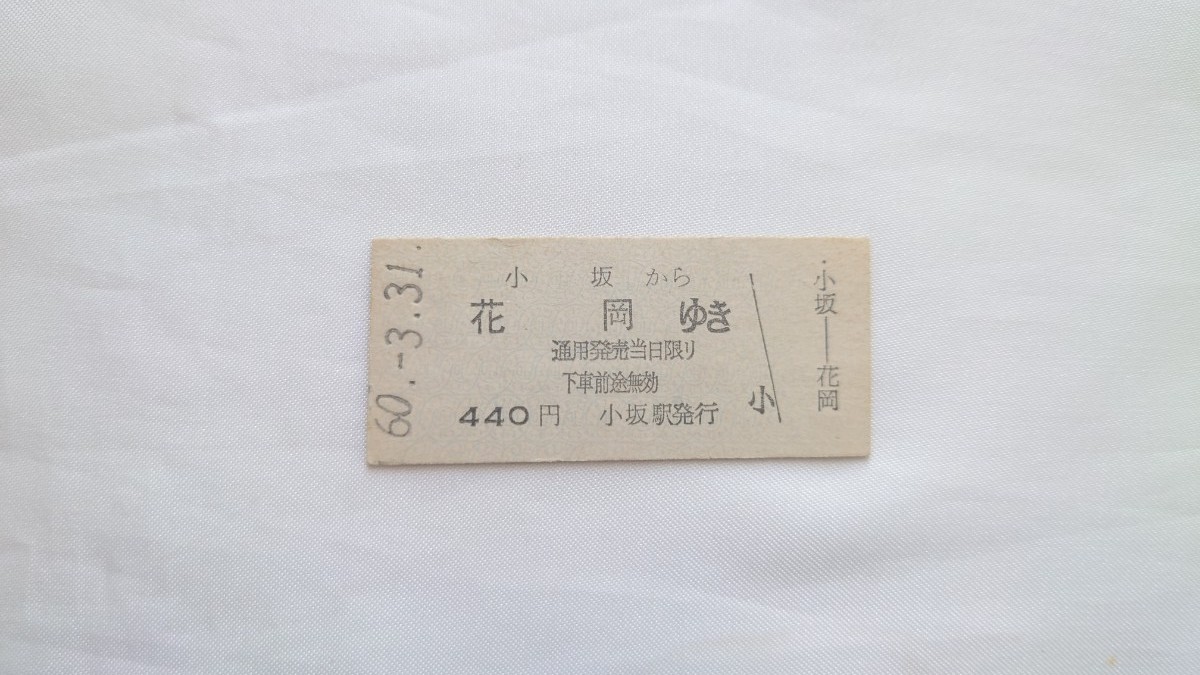 60.-3.31.
小坂から
花岡ゆき
通用発売当日限り
下車前途無効
440円 小坂駅発行
小
小坂―花岡